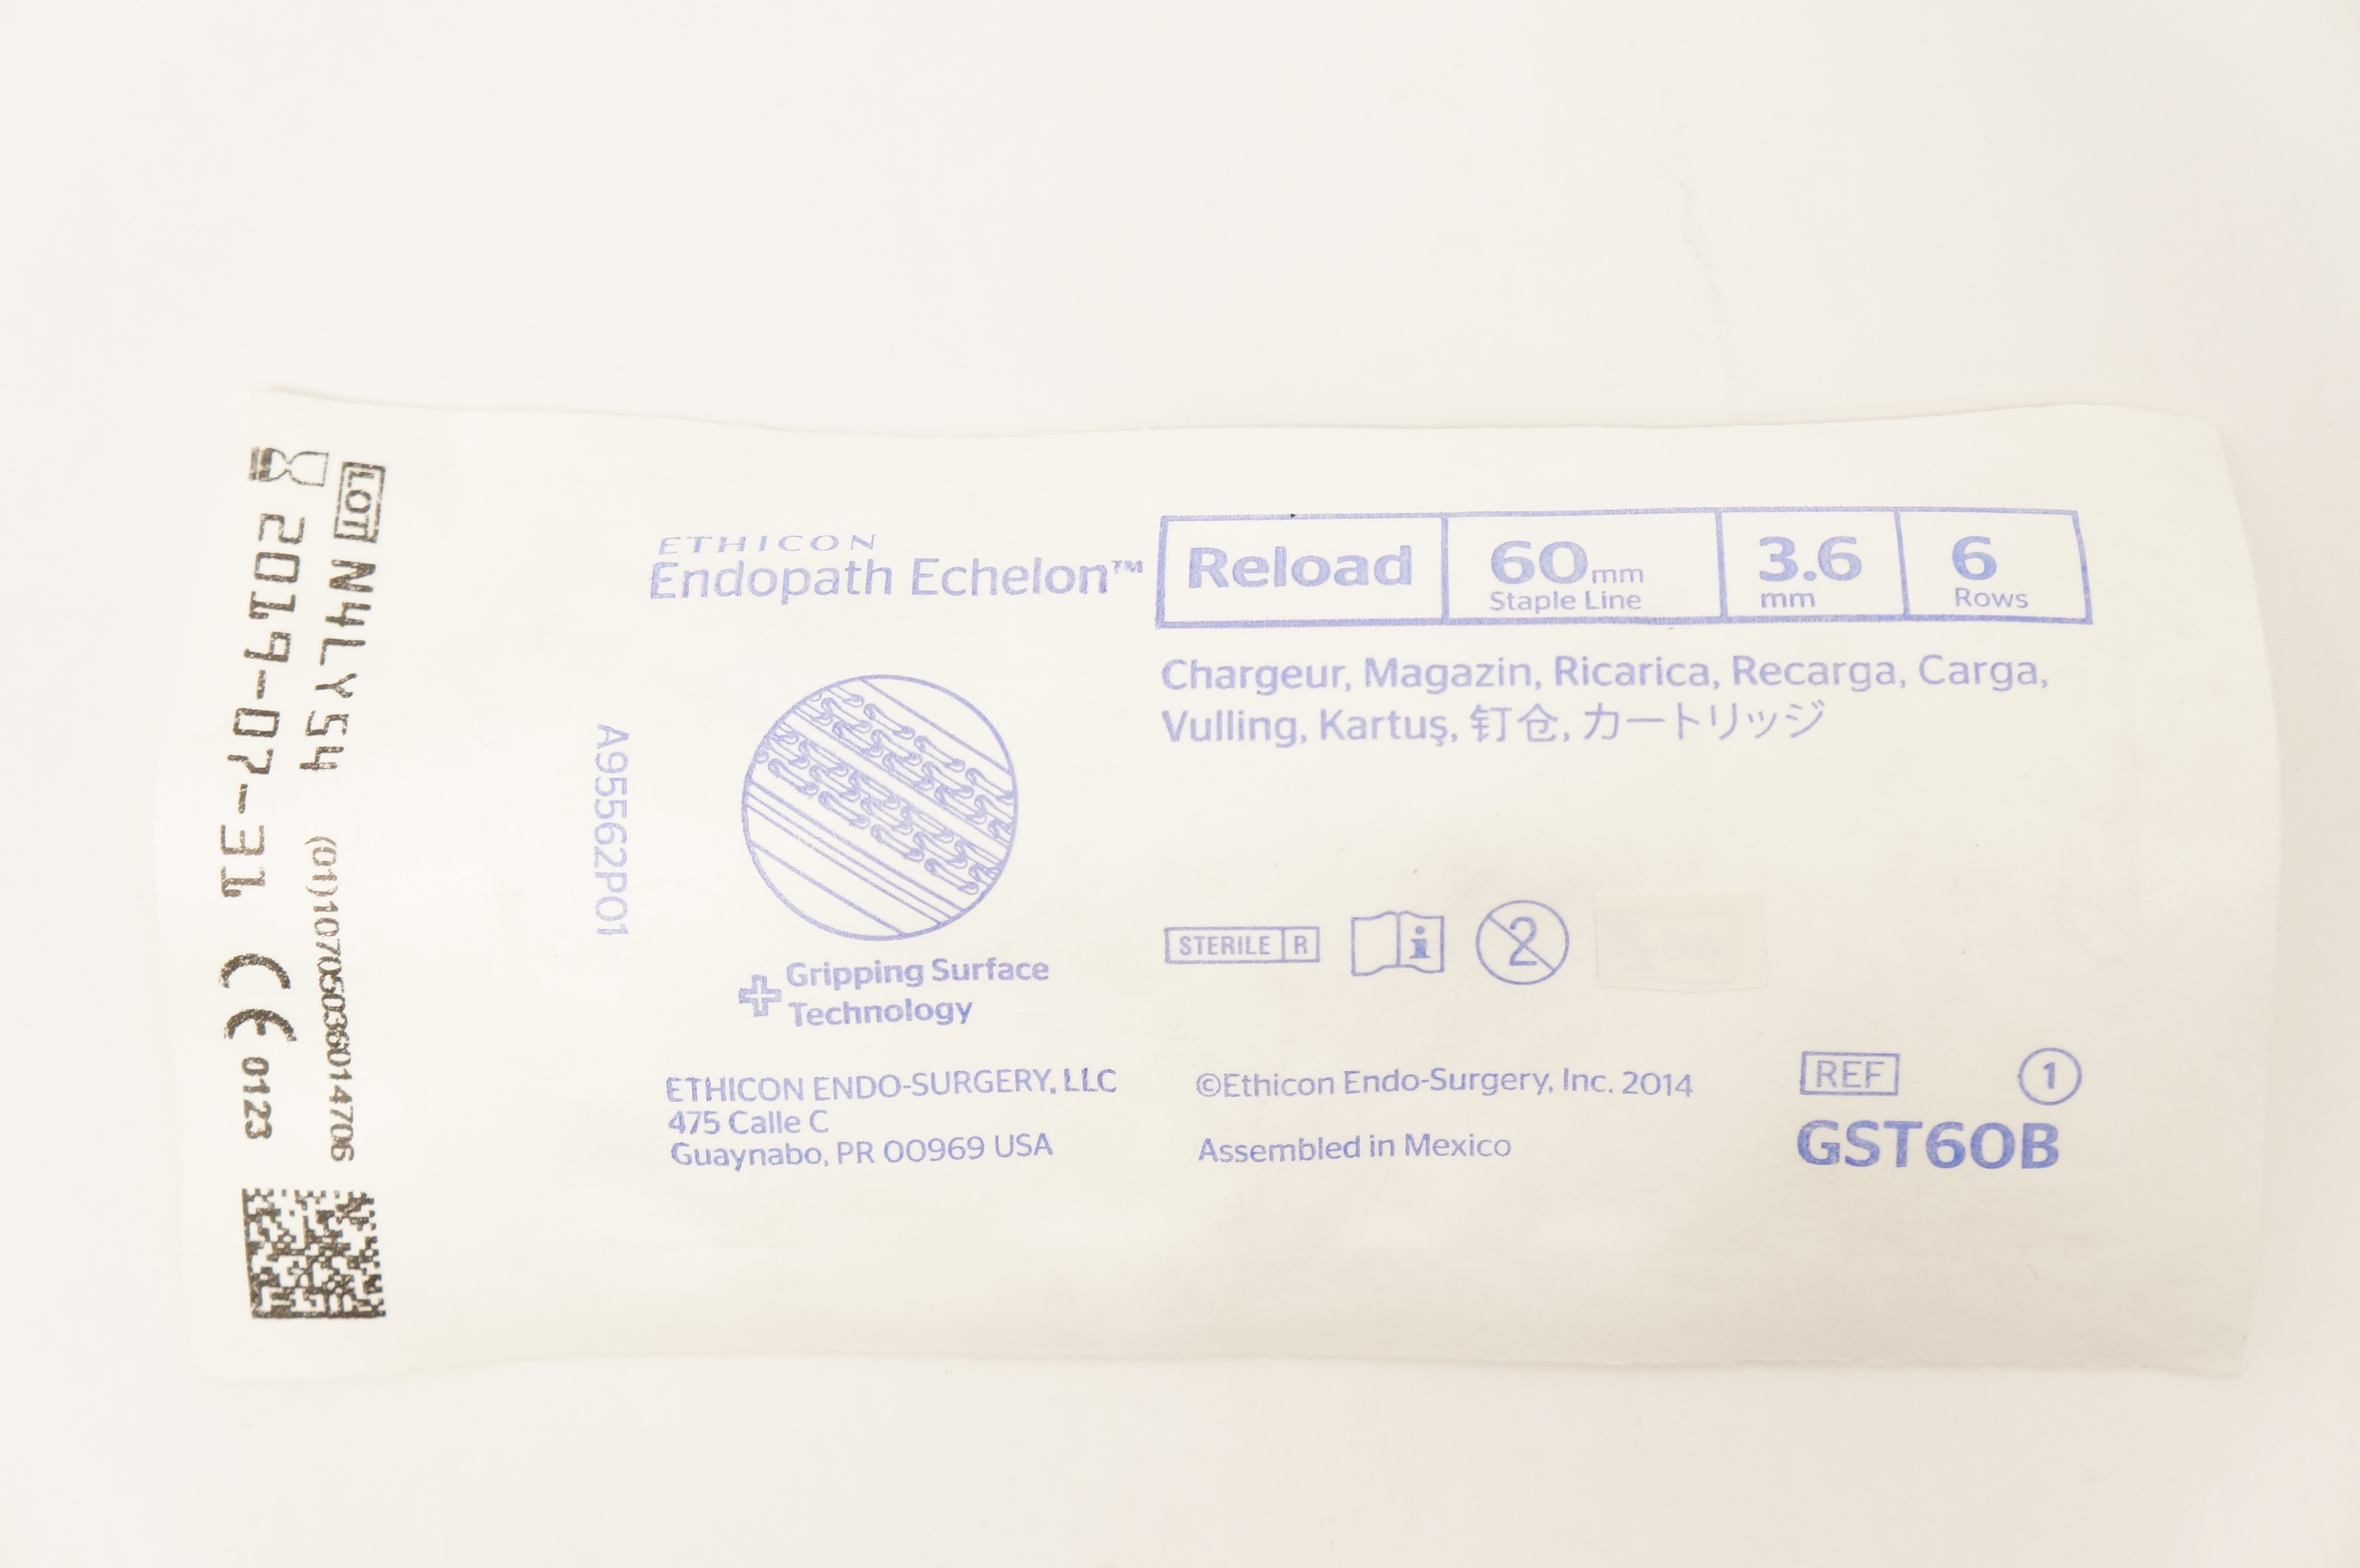 LOT N4LY54 (01)10705036014706
2019-07-31 CE 0123
A95562P01
ETHICON
Endopath Echelon™
Reload 60mm Staple Line 3.6 mm 6 Rows
Chargeur, Magazin, Ricarica, Recarga, Carga,
Vulling, Kartuş, 钉仓, カートリッジ
Gripping Surface
Technology
STERILE R
2
ETHICON ENDO-SURGERY, LLC
475 Calle C
Guaynabo, PR 00969 USA
©Ethicon Endo-Surgery, Inc. 2014
Assembled in Mexico
REF 1
GST60B